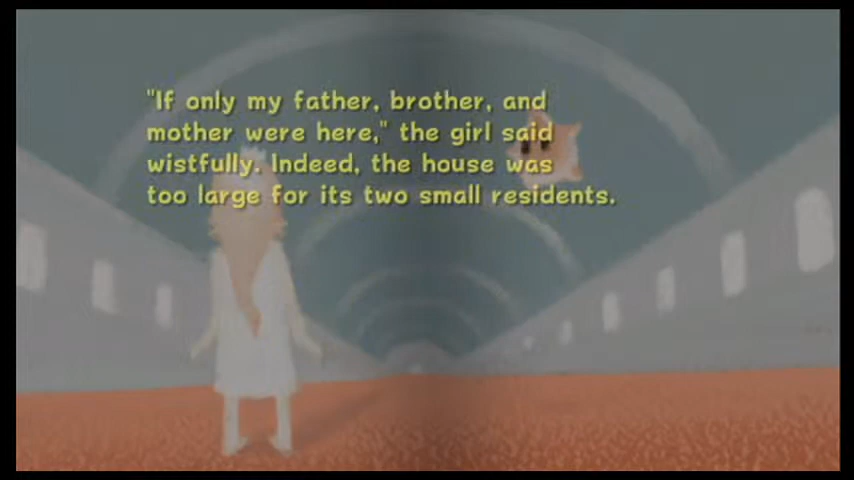 "If only my father, brother, and
mother were here," the girl said
wistfully. Indeed, the house was
too large for its two small residents.